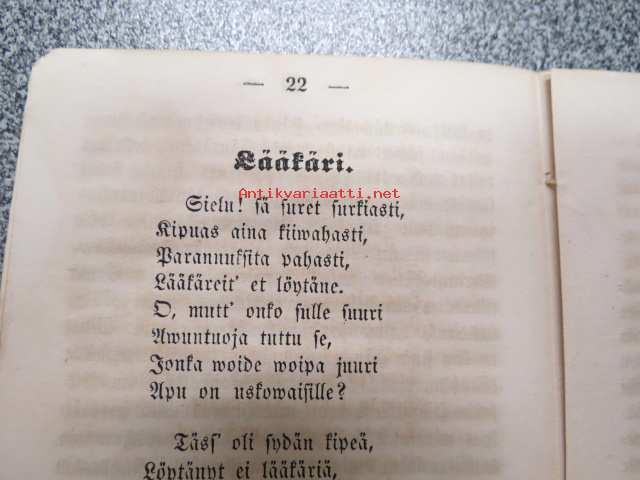 — 22 —
Lääkäri.
Antikvariaatti.net
Sielu! sä suret surkiasti,
Kipuas aina kiiwahasti,
Parannuksita pahasti,
Lääkäreit' et löytäne.
O, mutt' onko sulle suuri
Awuntuoja tuttu se,
Jonka woide woipa juuri
Apu on uskowaisille?
Täss' oli sydän kipeä,
Löytänyt ei lääkäriä,